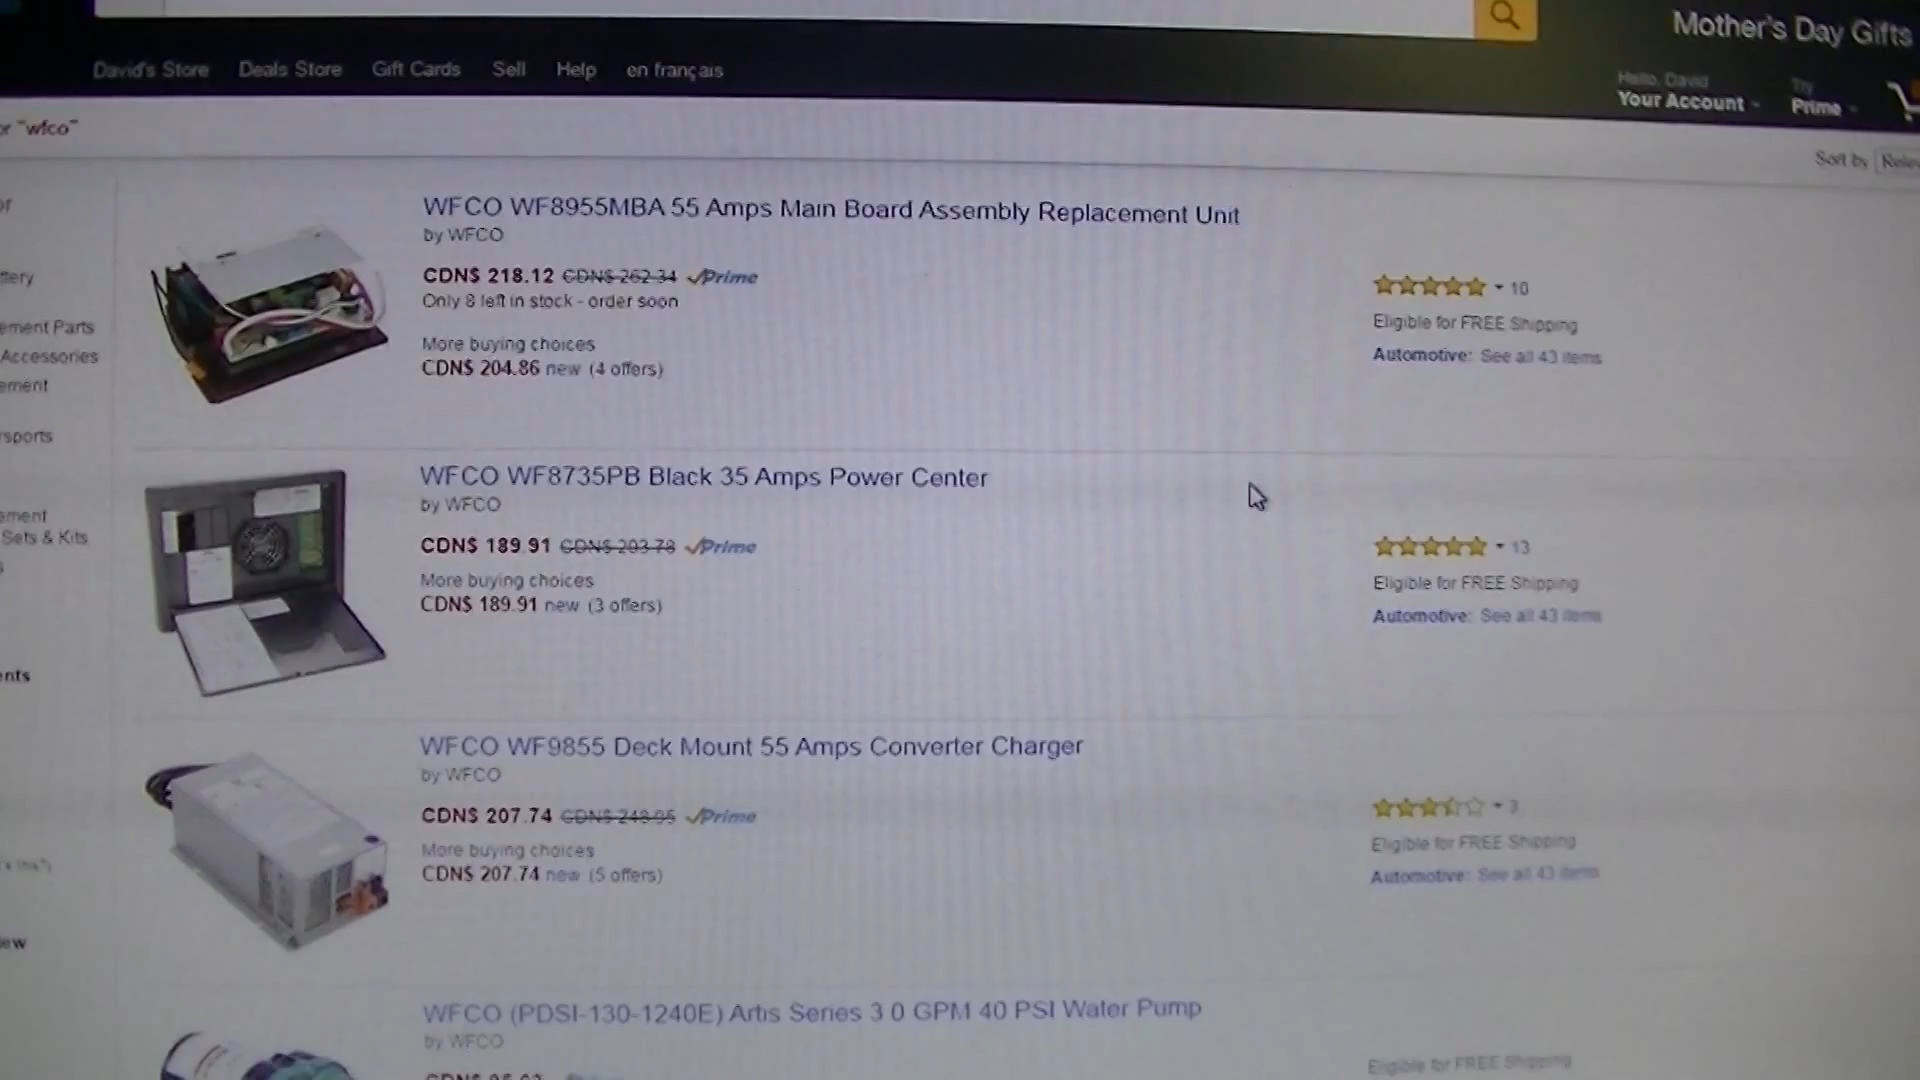 Mother's Day Gifts
David's Store Deals Store Gift Cards Sell Help en français
Hello, David
Your Account
Try
Prime
"wfco"
Sort by
WFCO WF8955MBA 55 Amps Main Board Assembly Replacement Unit
by WFCO
CDN$ 218.12 CDN$ 262.34 Prime
Only 8 left in stock - order soon
More buying choices
CDN$ 204.86 new (4 offers)
10
Eligible for FREE Shipping
Automotive: See all 43 items
ement Parts
Accessories
ement
sports
WFCO WF8735PB Black 35 Amps Power Center
by WFCO
CDN$ 189.91 CDN$ 203.78 Prime
More buying choices
CDN$ 189.91 new (3 offers)
13
Eligible for FREE Shipping
Automotive: See all 43 items
ement
Sets & Kits
nts
WFCO WF9855 Deck Mount 55 Amps Converter Charger
by WFCO
CDN$ 207.74 CDN$ 248.95 Prime
More buying choices
CDN$ 207.74 new (5 offers)
3
Eligible for FREE Shipping
Automotive: See all 43 items
ew
WFCO (PDSI-130-1240E) Artis Series 3.0 GPM 40 PSI Water Pump
by WFCO
Eligible for FREE Shipping